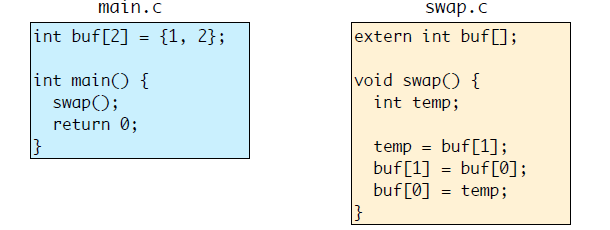 main.c
int buf[2] = {1, 2};
int main() {
  swap();
  return 0;
}
swap.c
extern int buf[];
void swap() {
  int temp;
  temp = buf[1];
  buf[1] = buf[0];
  buf[0] = temp;
}